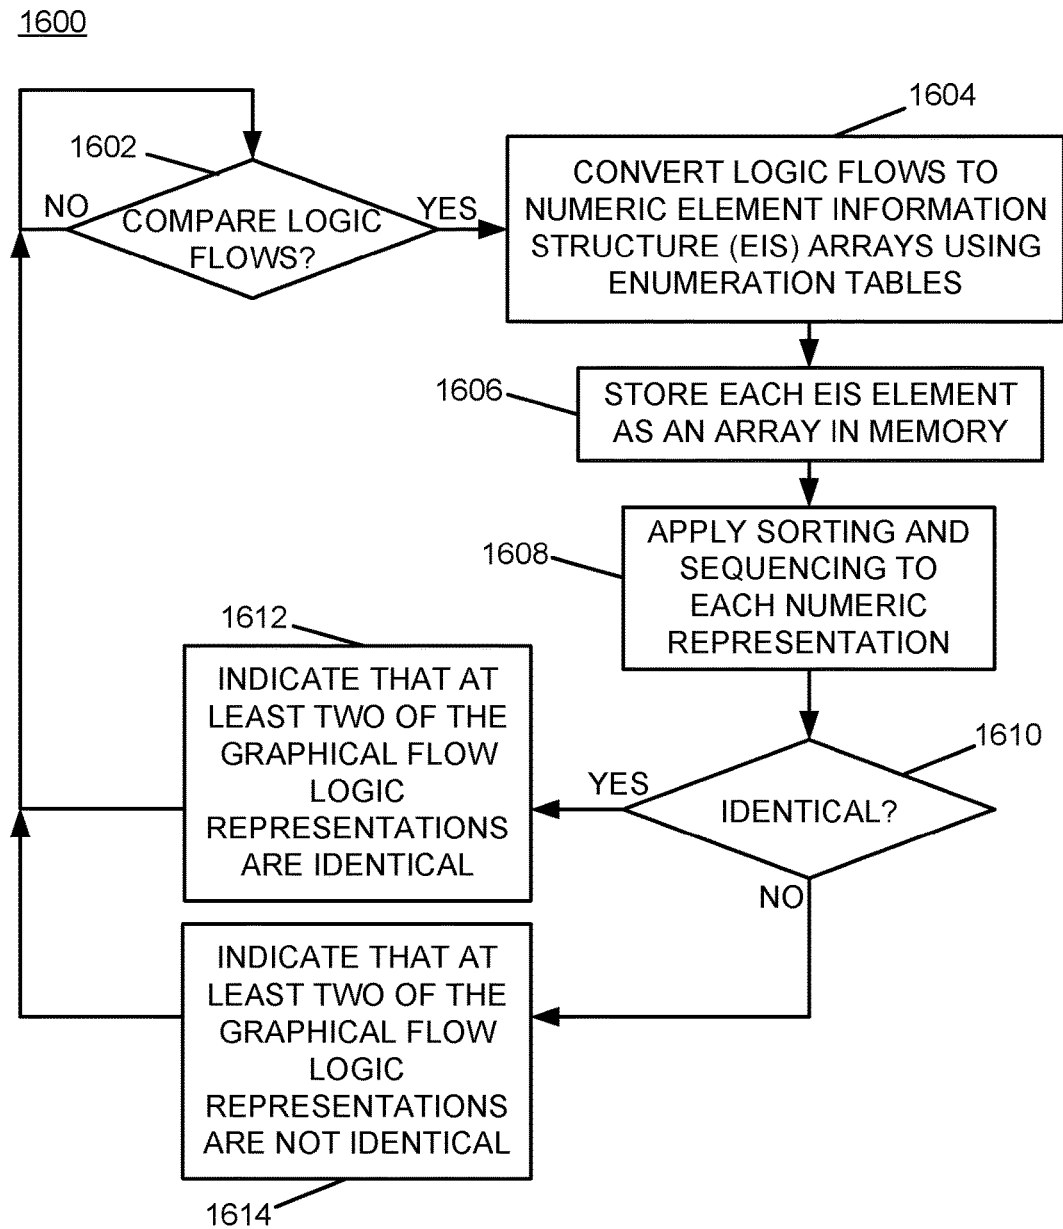 1600
1602
NO
COMPARE LOGIC
FLOWS?
YES
1604
CONVERT LOGIC FLOWS TO
NUMERIC ELEMENT INFORMATION
STRUCTURE (EIS) ARRAYS USING
ENUMERATION TABLES
1606
STORE EACH EIS ELEMENT
AS AN ARRAY IN MEMORY
1608
APPLY SORTING AND
SEQUENCING TO
EACH NUMERIC
REPRESENTATION
1610
IDENTICAL?
YES
NO
1612
INDICATE THAT AT
LEAST TWO OF THE
GRAPHICAL FLOW
LOGIC
REPRESENTATIONS
ARE IDENTICAL
INDICATE THAT AT
LEAST TWO OF THE
GRAPHICAL FLOW
LOGIC
REPRESENTATIONS
ARE NOT IDENTICAL
1614